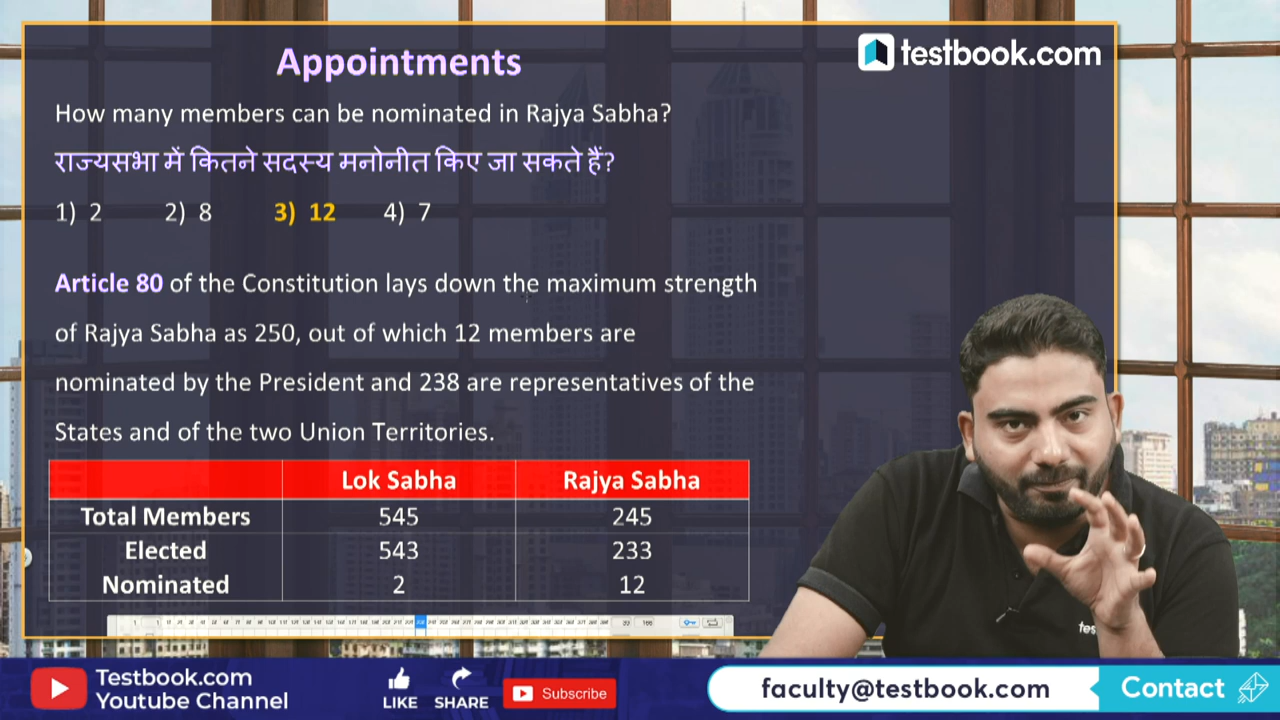 Appointments
testbook.com
How many members can be nominated in Rajya Sabha?
राज्यसभा में कितने सदस्य मनोनीत किए जा सकते हैं?
1) 2 2) 8 3) 12 4) 7
Article 80 of the Constitution lays down the maximum strength
of Rajya Sabha as 250, out of which 12 members are
nominated by the President and 238 are representatives of the
States and of the two Union Territories.
Lok Sabha Rajya Sabha
Total Members 545 245
Elected 543 233
Nominated 2 12
tes
Testbook.com
Youtube Channel
LIKE SHARE Subscribe
faculty@testbook.com Contact